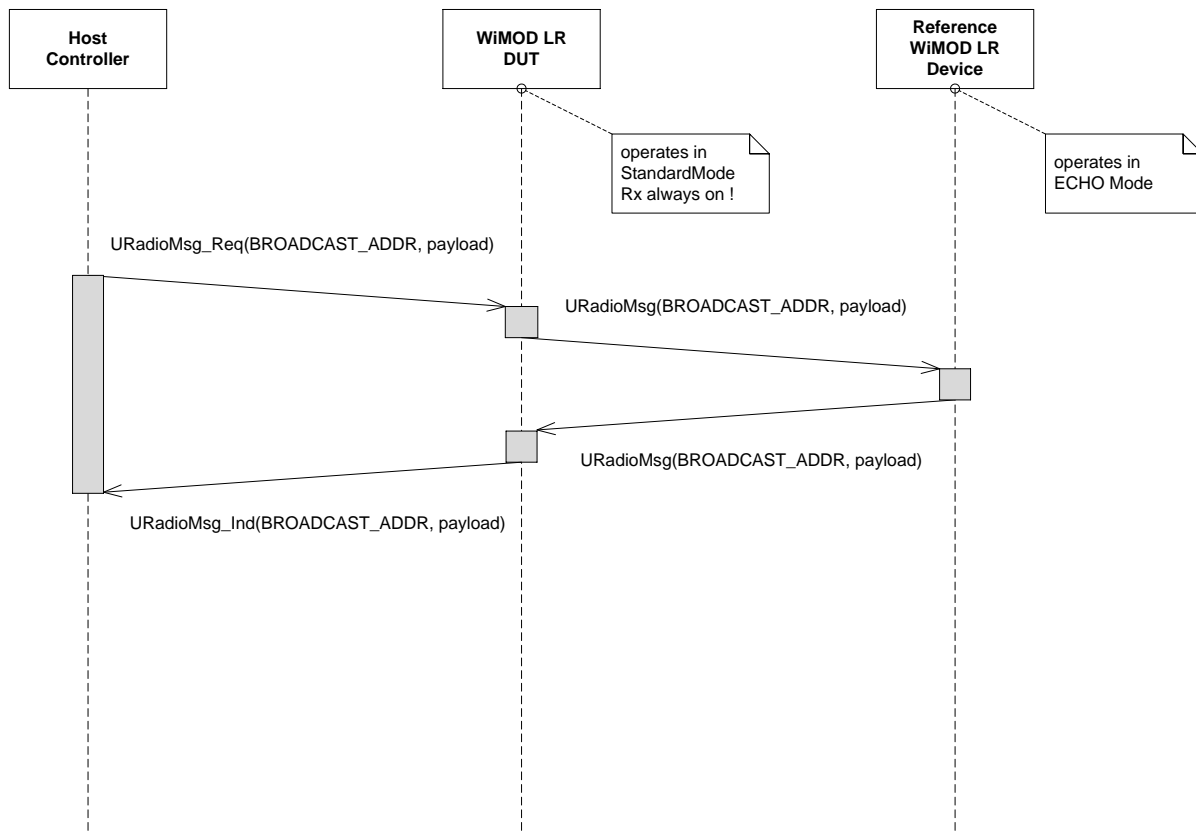 Host
Controller
WiMOD LR
DUT
Reference
WiMOD LR
Device
operates in
StandardMode
Rx always on !
operates in
ECHO Mode
URadioMsg_Req(BROADCAST_ADDR, payload)
URadioMsg(BROADCAST_ADDR, payload)
URadioMsg(BROADCAST_ADDR, payload)
URadioMsg_Ind(BROADCAST_ADDR, payload)